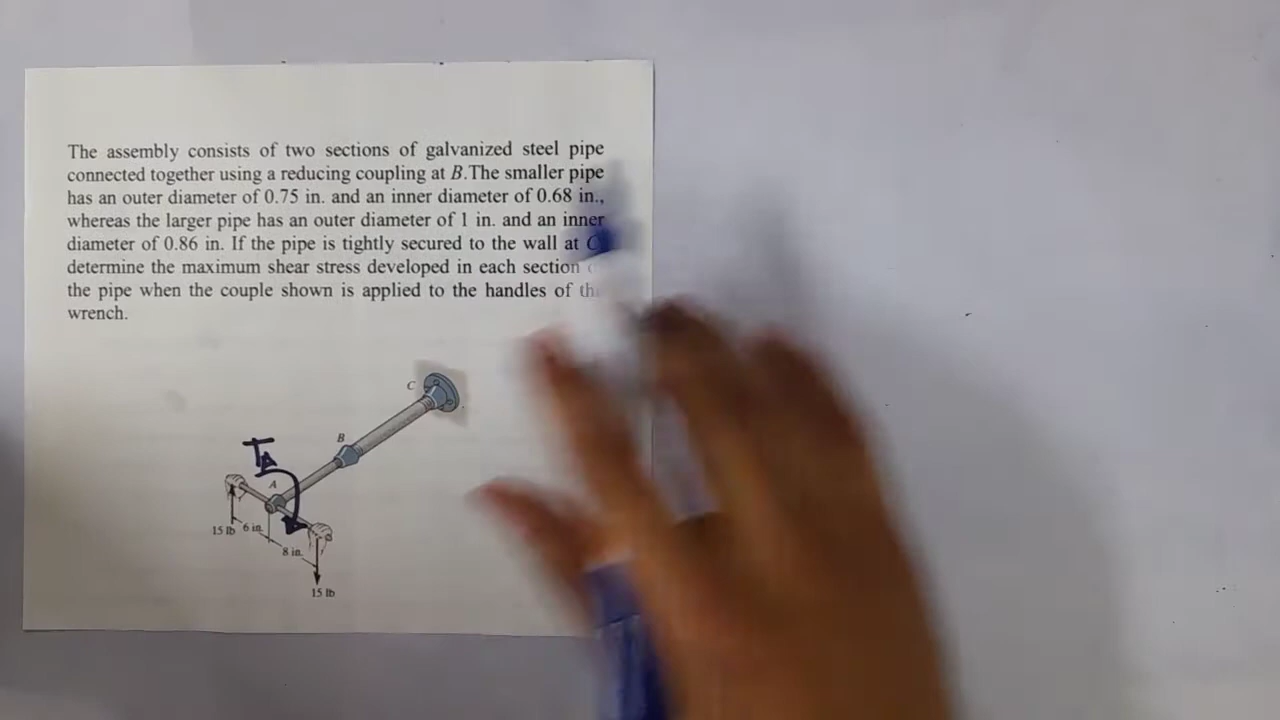 The assembly consists of two sections of galvanized steel pipe
connected together using a reducing coupling at B.The smaller pipe
has an outer diameter of 0.75 in. and an inner diameter of 0.68 in.,
whereas the larger pipe has an outer diameter of 1 in. and an inner
diameter of 0.86 in. If the pipe is tightly secured to the wall at C
determine the maximum shear stress developed in each section
the pipe when the couple shown is applied to the handles of
wrench.
C
B
TA
A
15 lb 6 in.
8 in.
15 lb